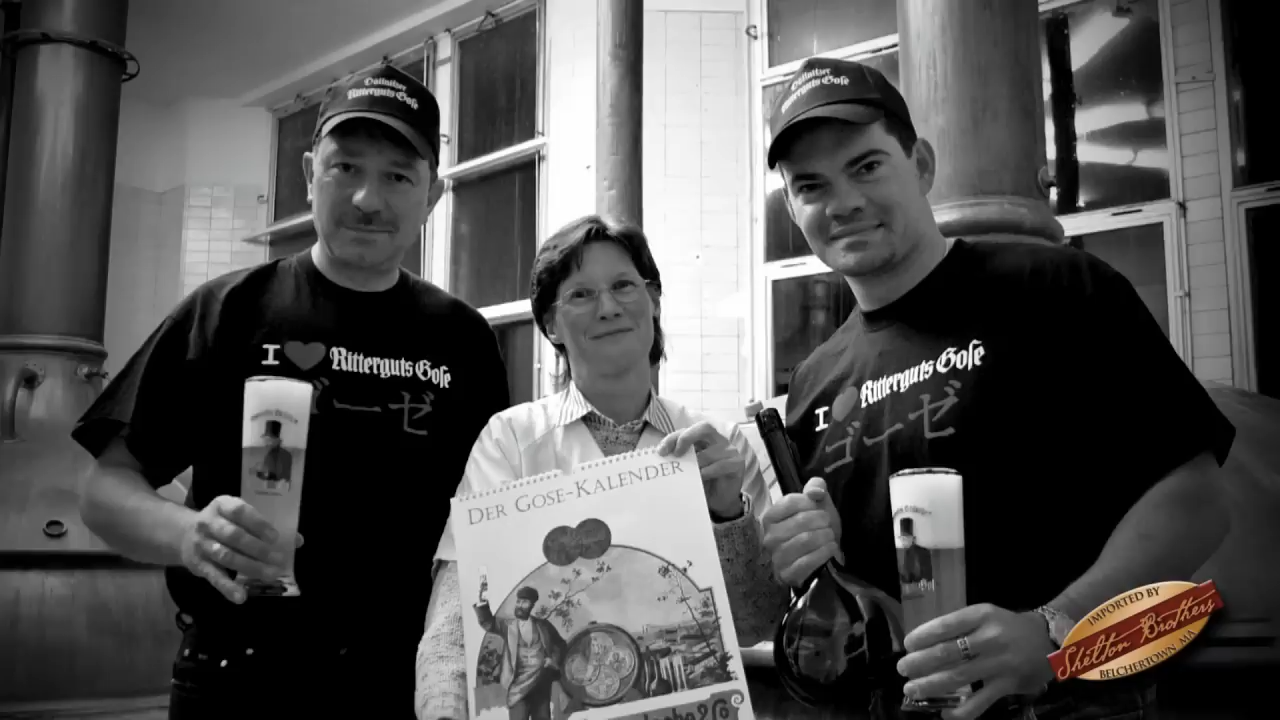 Döllnitzer
Ritterguts Goſe
Döllnitzer
Ritterguts Goſe
I ♥ Ritterguts Goſe
ゴーゼ
I ♥ Ritterguts Goſe
ゴーゼ
DER GOSE-KALENDER
IMPORTED BY
Shelton Brothers
BELCHERTOWN, MA